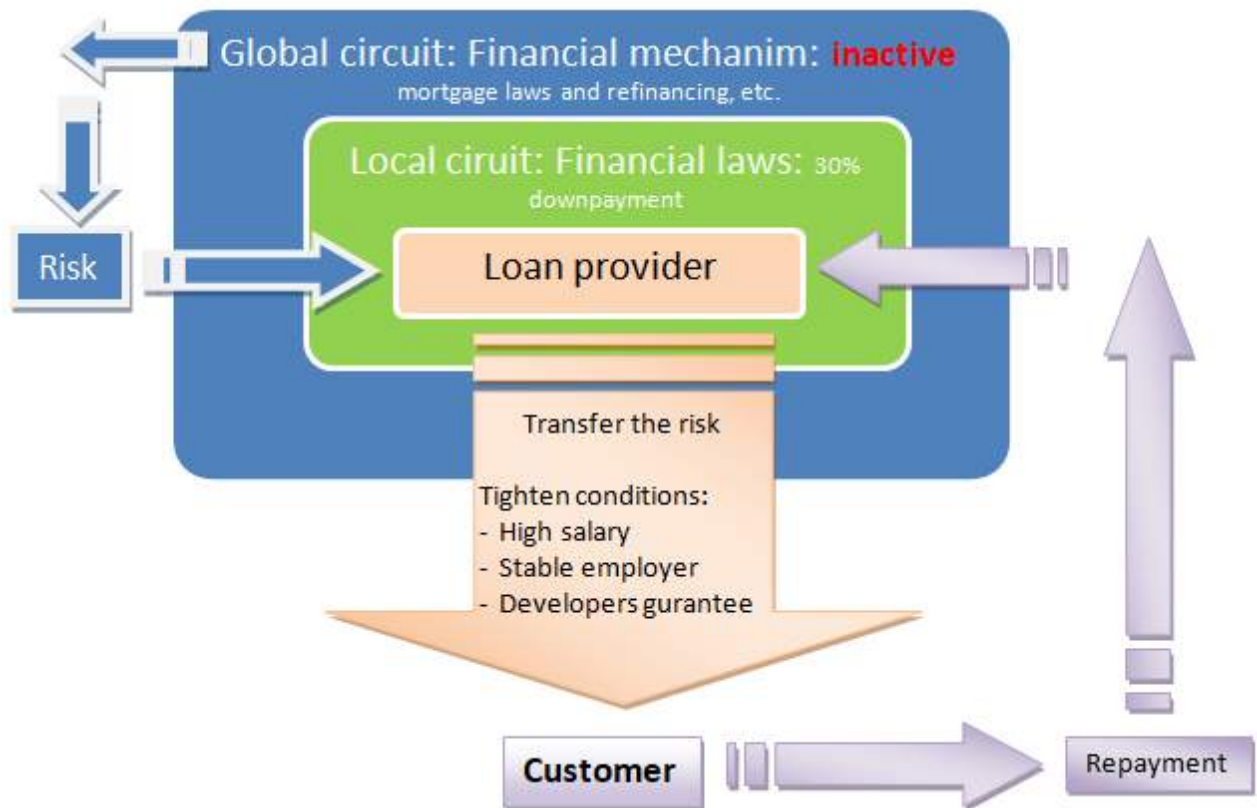 Global circuit: Financial mechanim: inactive
mortgage laws and refinancing, etc.
Local ciruit: Financial laws: 30%
downpayment
Risk
Loan provider
Transfer the risk
Tighten conditions:
- High salary
- Stable employer
- Developers gurantee
Customer
Repayment